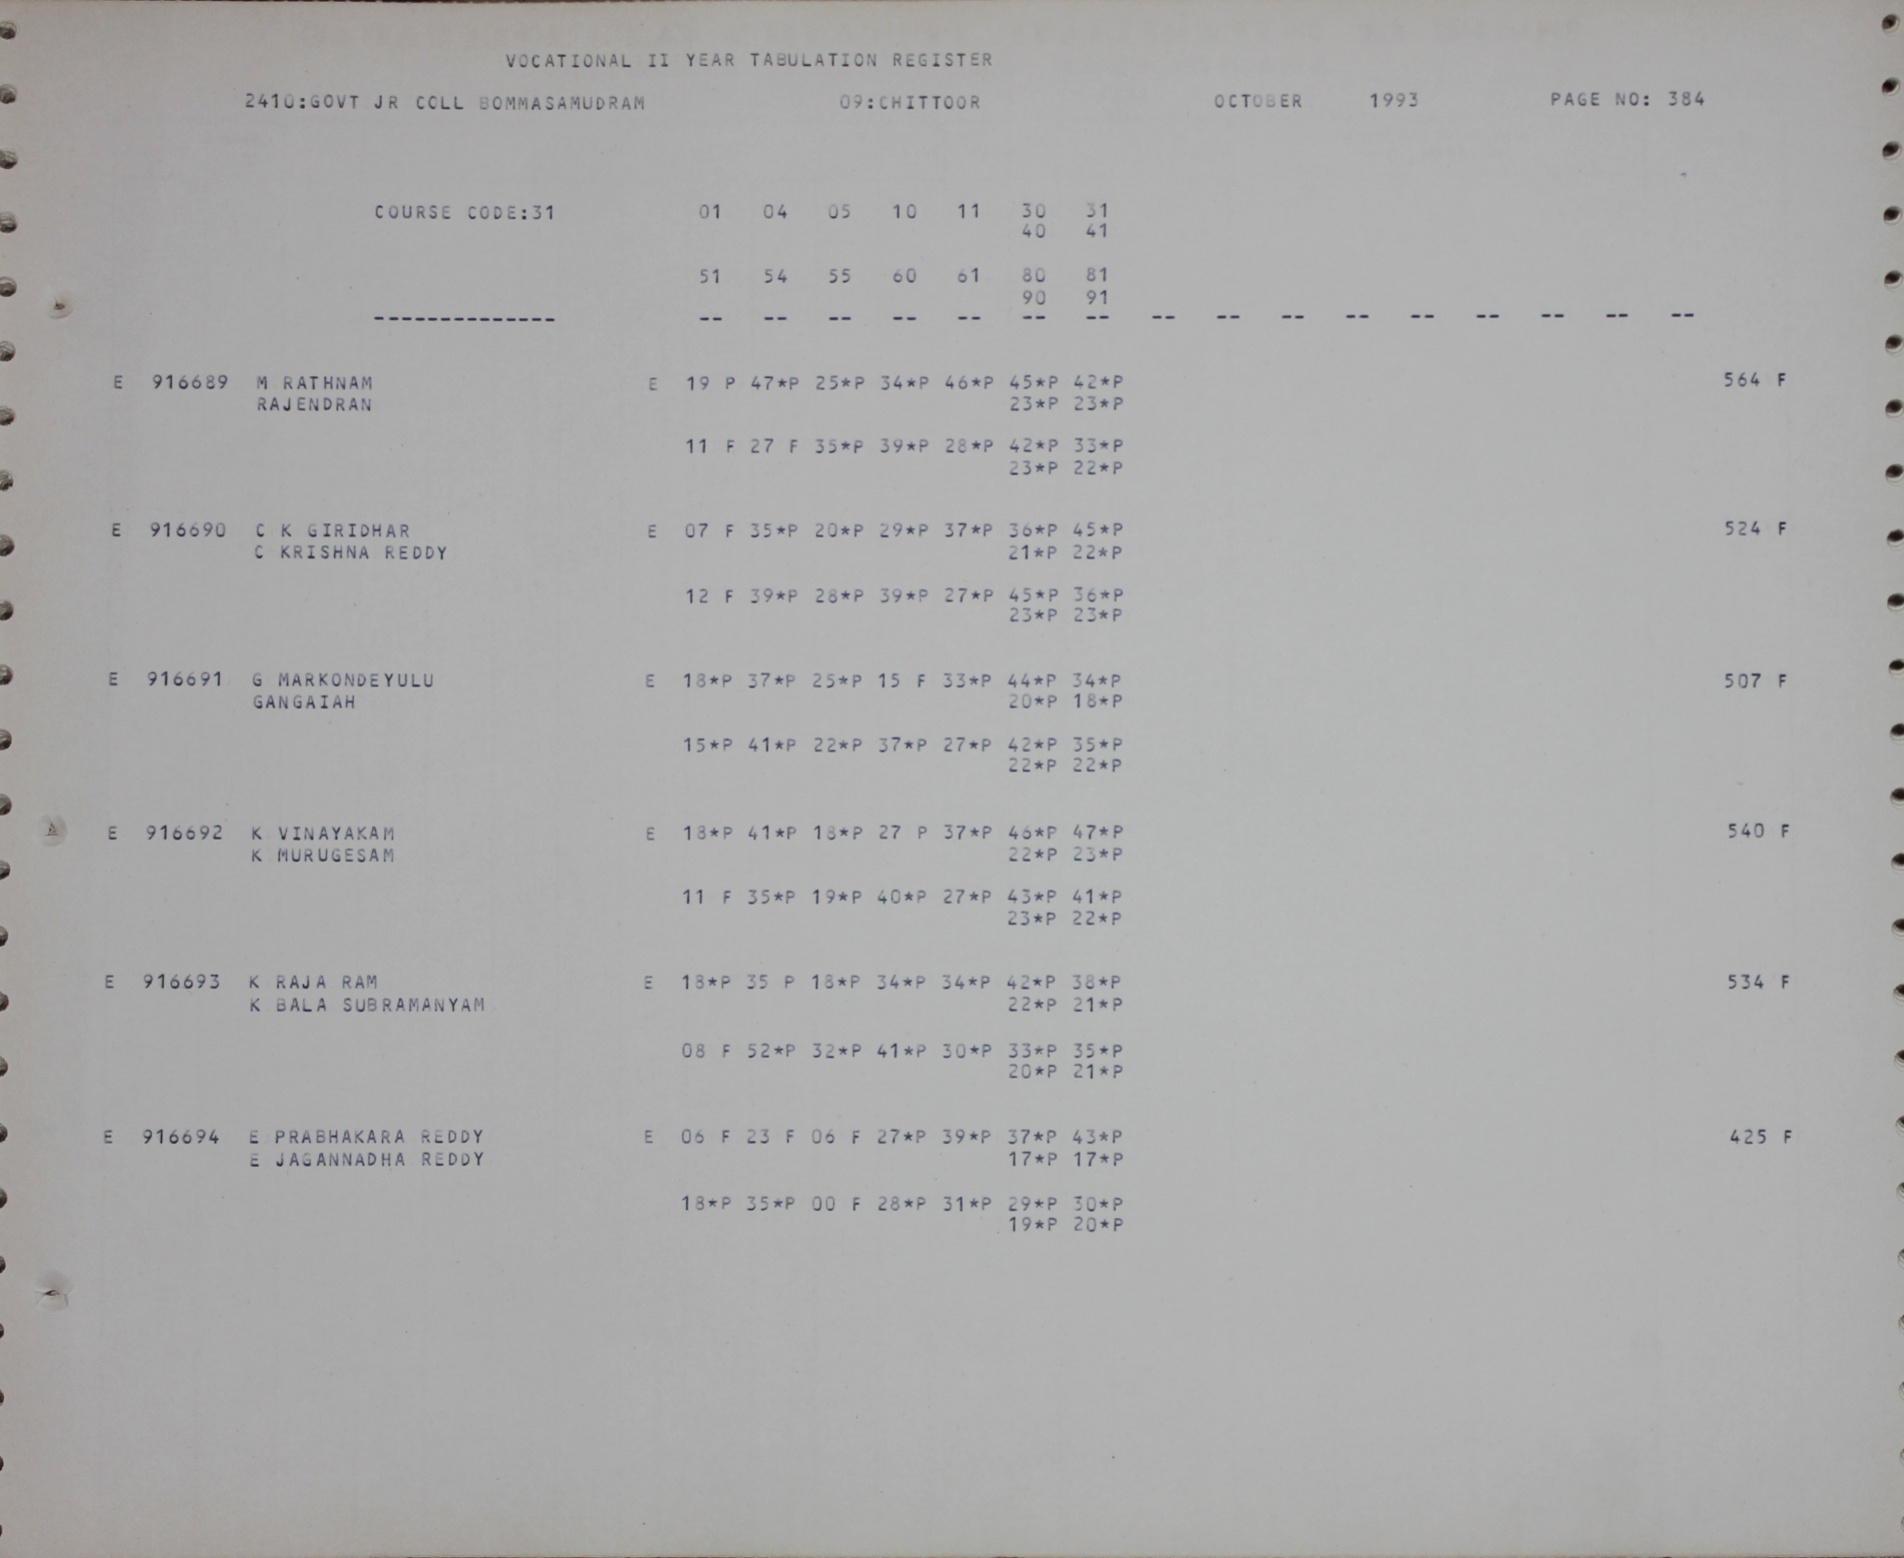 VOCATIONAL II YEAR TABULATION REGISTER
2410:GOVT JR COLL BOMMASAMUDRAM 09:CHITTOOR OCTOBER 1993 PAGE NO: 384
COURSE CODE:31 01 04 05 10 11 30 31
40 41
51 54 55 60 61 80 81
90 91
-------------- -- -- -- -- -- -- -- -- -- -- -- -- -- -- -- --
E 916689 M RATHNAM E 19 P 47*P 25*P 34*P 46*P 45*P 42*P 564 F
RAJENDRAN 23*P 23*P
11 F 27 F 35*P 39*P 28*P 42*P 33*P
23*P 22*P
E 916690 C K GIRIDHAR E 07 F 35*P 20*P 29*P 37*P 36*P 45*P 524 F
C KRISHNA REDDY 21*P 22*P
12 F 39*P 28*P 39*P 27*P 45*P 36*P
23*P 23*P
E 916691 G MARKONDEYULU E 18*P 37*P 25*P 15 F 33*P 44*P 34*P 507 F
GANGAIAH 20*P 18*P
15*P 41*P 22*P 37*P 27*P 42*P 35*P
22*P 22*P
E 916692 K VINAYAKAM E 18*P 41*P 18*P 27 P 37*P 46*P 47*P 540 F
K MURUGESAM 22*P 23*P
11 F 35*P 19*P 40*P 27*P 43*P 41*P
23*P 22*P
E 916693 K RAJA RAM E 18*P 35 P 18*P 34*P 34*P 42*P 38*P 534 F
K BALA SUBRAMANYAM 22*P 21*P
08 F 52*P 32*P 41*P 30*P 33*P 35*P
20*P 21*P
E 916694 E PRABHAKARA REDDY E 06 F 23 F 06 F 27*P 39*P 37*P 43*P 425 F
E JAGANNADHA REDDY 17*P 17*P
18*P 35*P 00 F 28*P 31*P 29*P 30*P
19*P 20*P